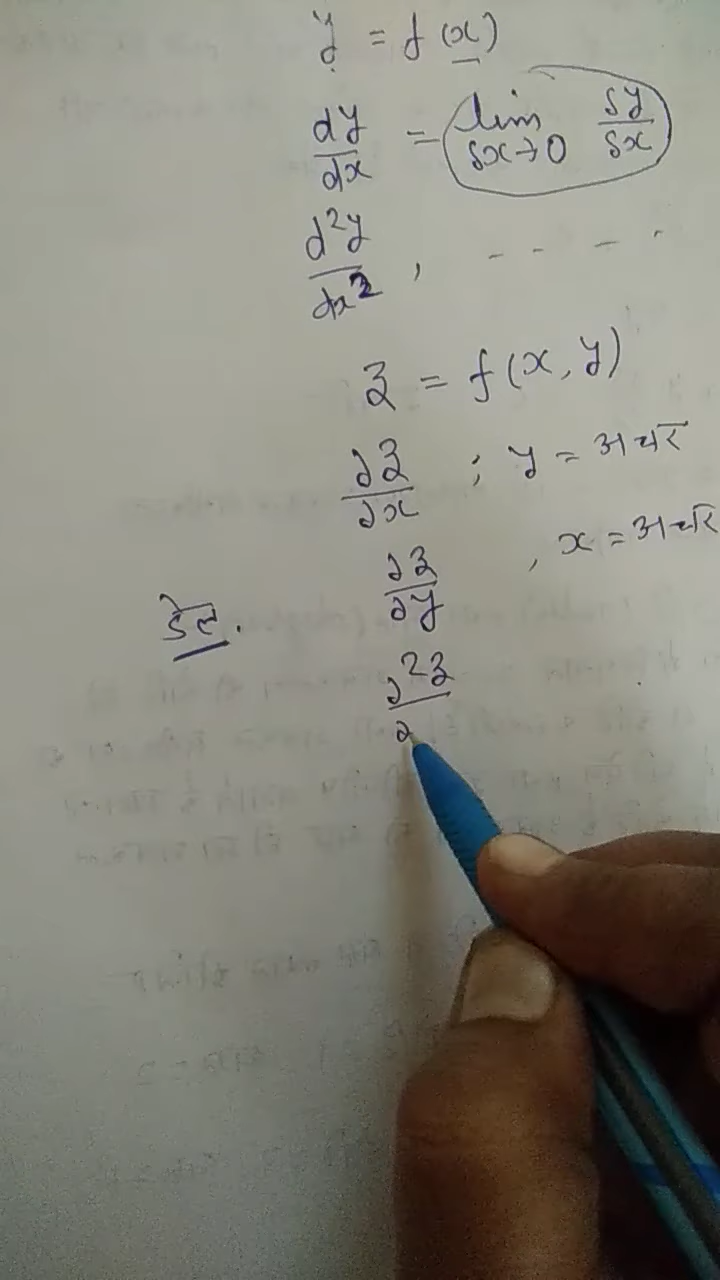 y = f(x)
dy/dx = lim δx→0 δy/δx
d²y/dx², - - - -
z = f(x, y)
∂z/∂x ; y = अचर
∂z/∂y , x = अचर
डेल.
∂²z/∂